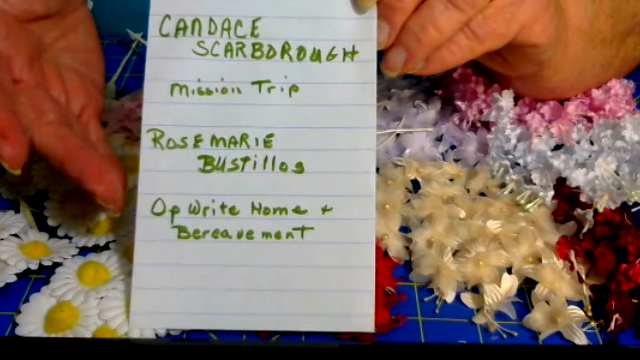 CANDACE
SCARBOROUGH
Mission Trip
ROSEMARIE
BUSTILLOS
Op Write Home +
Bereavement